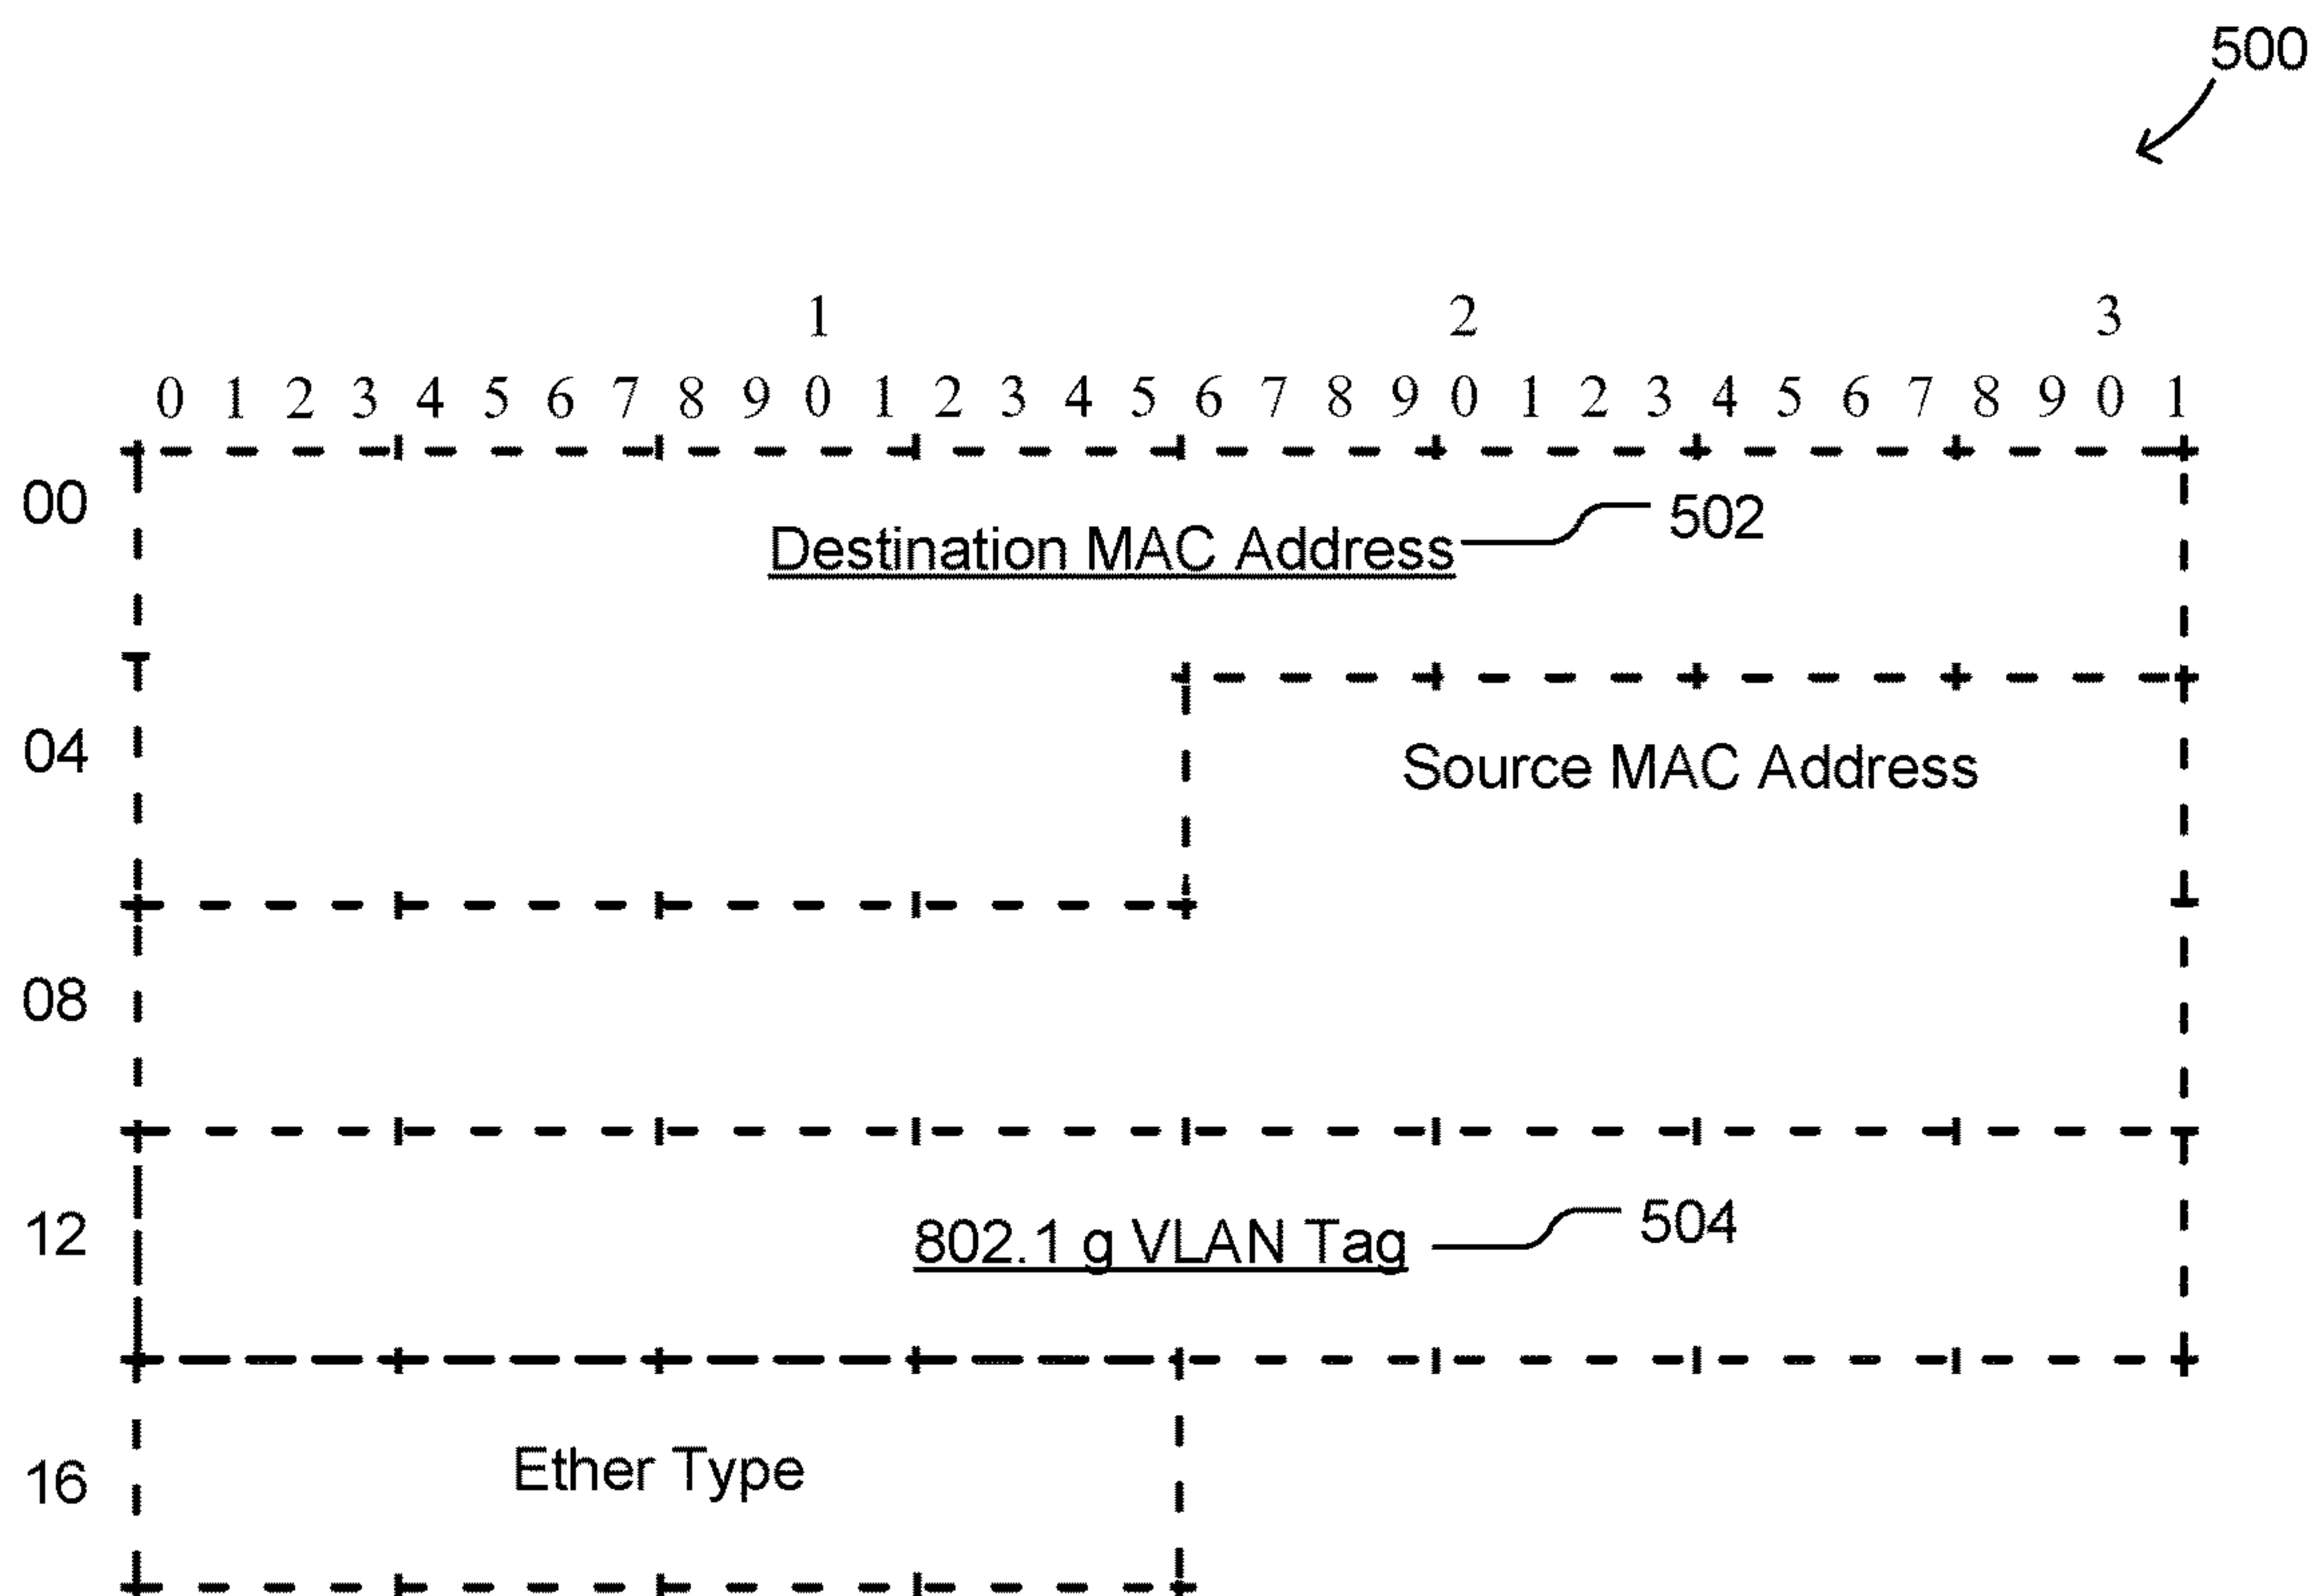 500
1 2 3
0 1 2 3 4 5 6 7 8 9 0 1 2 3 4 5 6 7 8 9 0 1 2 3 4 5 6 7 8 9 0 1
00
Destination MAC Address 502
04 Source MAC Address
08
12 802.1 g VLAN Tag 504
16 Ether Type